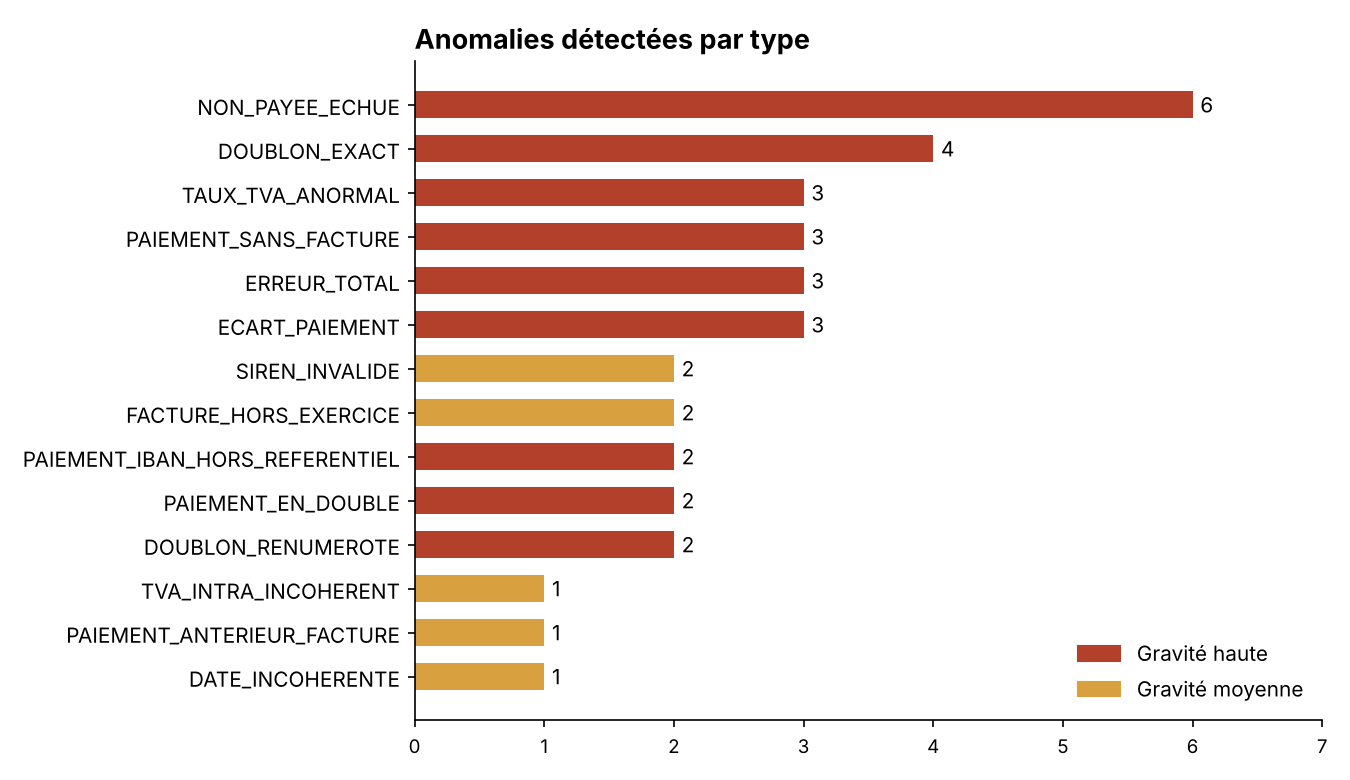 Anomalies détectées par type
NON_PAYEE_ECHUE 6
DOUBLON_EXACT 4
TAUX_TVA_ANORMAL 3
PAIEMENT_SANS_FACTURE 3
ERREUR_TOTAL 3
ECART_PAIEMENT 3
SIREN_INVALIDE 2
FACTURE_HORS_EXERCICE 2
PAIEMENT_IBAN_HORS_REFERENTIEL 2
PAIEMENT_EN_DOUBLE 2
DOUBLON_RENUMEROTE 2
TVA_INTRA_INCOHERENT 1
PAIEMENT_ANTERIEUR_FACTURE 1
DATE_INCOHERENTE 1
Gravité haute
Gravité moyenne
0 1 2 3 4 5 6 7